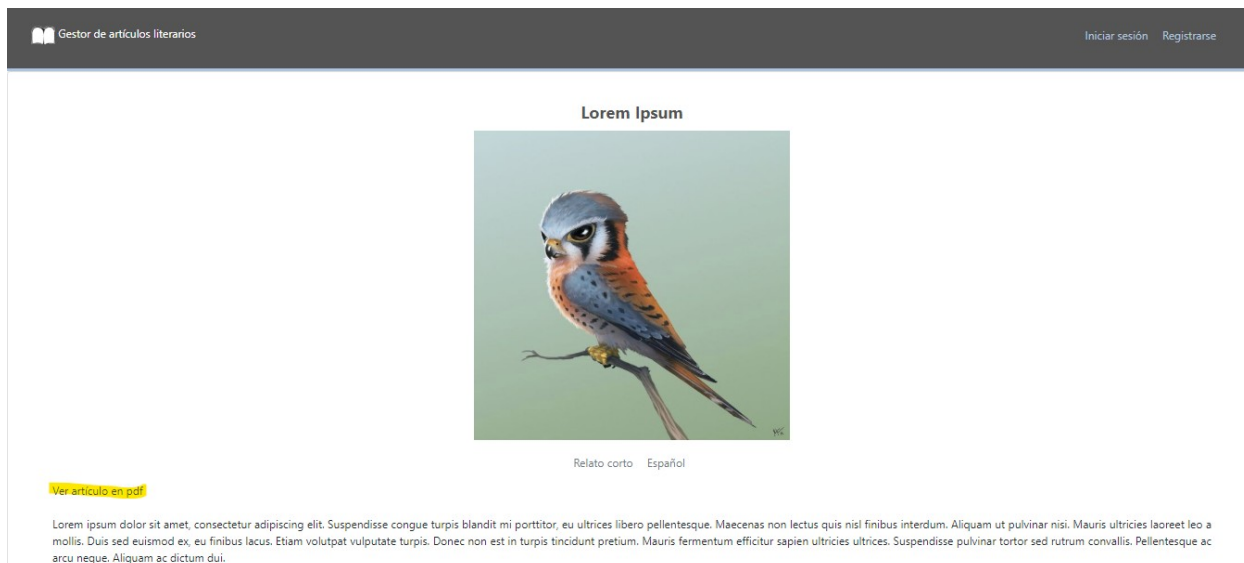 Gestor de artículos literarios
Iniciar sesión Registrarse
Lorem Ipsum
Relato corto Español
Ver artículo en pdf
Lorem ipsum dolor sit amet, consectetur adipiscing elit. Suspendisse congue turpis blandit mi porttitor, eu ultrices libero pellentesque. Maecenas non lectus quis nisl finibus interdum. Aliquam ut pulvinar nisi. Mauris ultricies laoreet leo a
mollis. Duis sed euismod ex, eu finibus lacus. Etiam volutpat vulputate turpis. Donec non est in turpis tincidunt pretium. Mauris fermentum efficitur sapien ultricies ultrices. Suspendisse pulvinar tortor sed rutrum convallis. Pellentesque ac
arcu neque. Aliquam ac dictum dui.